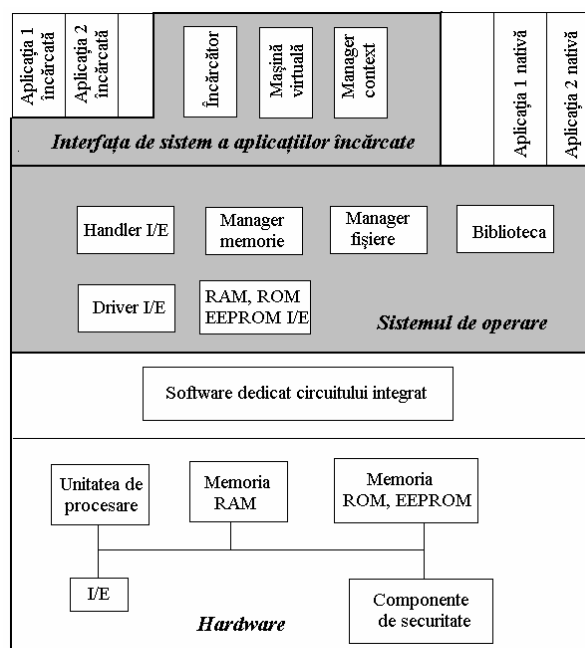 Aplicația 1
încărcată
Aplicația 2
încărcată
Încărcător
Mașină
virtuală
Manager
context
Aplicația 1 nativă
Aplicația 2 nativă
Interfața de sistem a aplicațiilor încărcate
Handler I/E
Manager
memorie
Manager
fișiere
Biblioteca
Driver I/E
RAM, ROM
EEPROM I/E
Sistemul de operare
Software dedicat circuitului integrat
Unitatea de
procesare
Memoria
RAM
Memoria
ROM, EEPROM
I/E
Componente
de securitate
Hardware